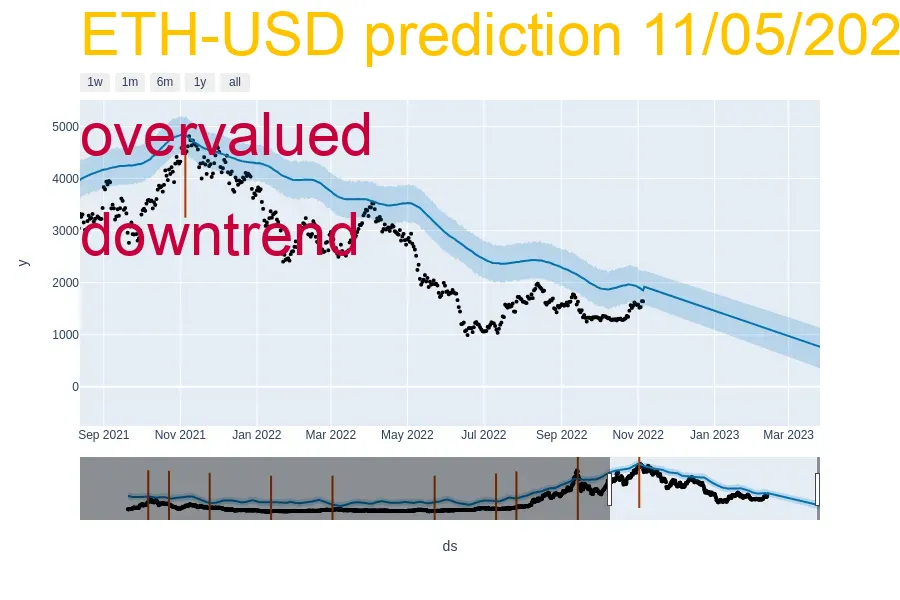 ETH-USD prediction 11/05/202
1w 1m 6m 1y all
overvalued
downtrend
5000
4000
3000
2000
1000
0
y
Sep 2021 Nov 2021 Jan 2022 Mar 2022 May 2022 Jul 2022 Sep 2022 Nov 2022 Jan 2023 Mar 2023
ds